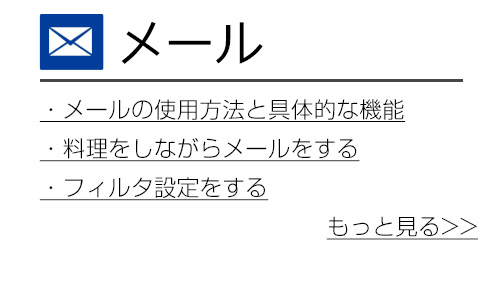 メール
・メールの使用方法と具体的な機能
・料理をしながらメールをする
・フィルタ設定をする
もっと見る>>